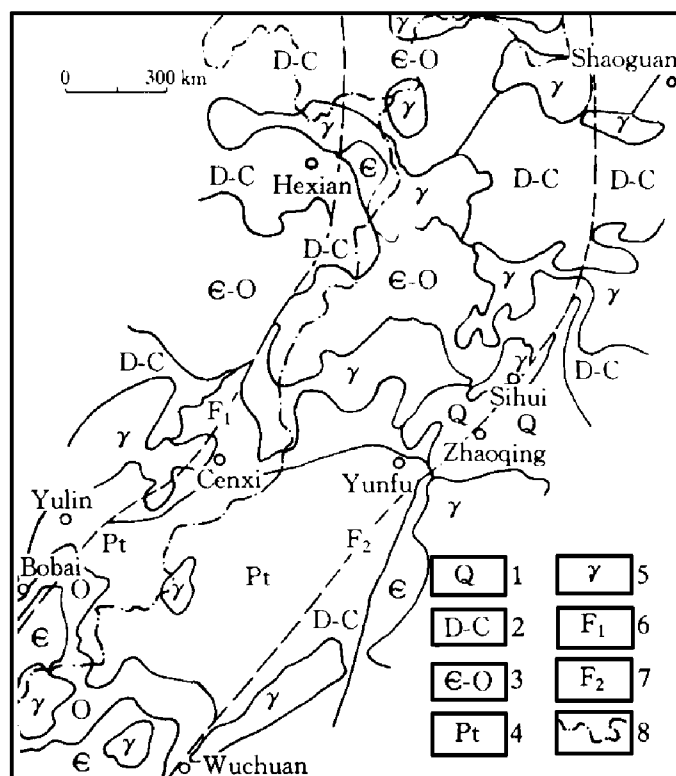 γ
D-C
Є-O
Shaoguan
0 300 km
γ
γ
γ
γ
D-C
Hexian
Є
γ
D-C
D-C
D-C
Є-O
Є-O
γ
D-C
γ
γ
D-C
F₁
Sihui
γ
Q
Q
Zhaoqing
Cenxi
Yunfu
γ
Yulin
Pt
F₂
Bobai
O
γ
Pt
Є
Є
D-C
γ
O
γ
γ
Є
Wuchuan
Q 1
γ 5
D-C 2
F₁ 6
Є-O 3
F₂ 7
Pt 4
8